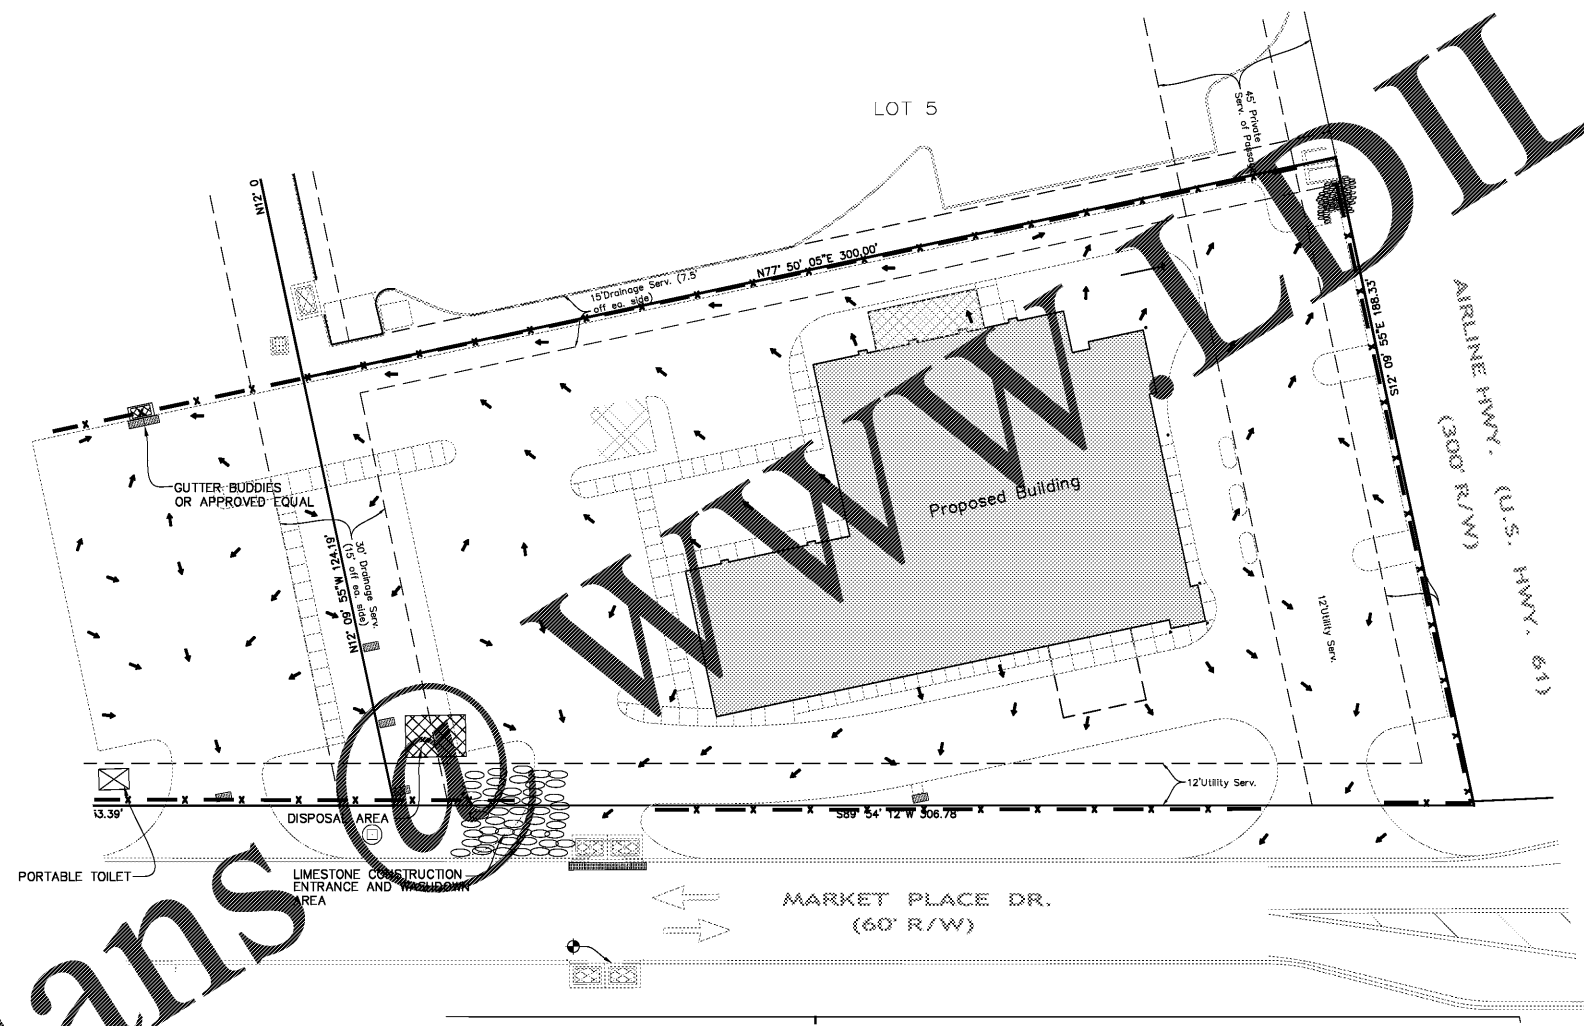 LOT 5
45' Private
Serv. of Passa
N12° 0
N77° 50' 05"E 300.00'
15'Drainage Serv. (7.5'
off ea. side)
S12° 09' 55"E 188.33'
AIRLINE HWY. (U.S. HWY. 61)
(300' R/W)
GUTTER BUDDIES
OR APPROVED EQUAL
Proposed Building
N12° 09' 55"W 124.19'
30' Drainage Serv.
(15' off ea. side)
12'Utility Serv.
12'Utility Serv.
13.39'
DISPOSAL AREA
S89° 54' 12"W 306.78
PORTABLE TOILET
LIMESTONE CONSTRUCTION
ENTRANCE AND WASHDOWN
AREA
MARKET PLACE DR.
(60' R/W)
ans @ WWW LDI